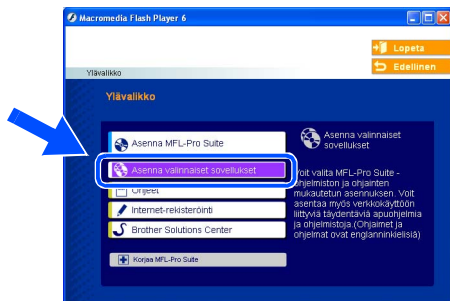 Macromedia Flash Player 6
Lopeta
Edellinen
Ylävalikko
Ylävalikko
Asenna MFL-Pro Suite
Asenna valinnaiset sovellukset
Ohjeet
Internet-rekisteröinti
Brother Solutions Center
Korjaa MFL-Pro Suite
Asenna valinnaiset
sovellukset
Voit valita MFL-Pro Suite -
ohjelmiston ja ohjainten
mukautetun asennuksen. Voit
asentaa myös verkkokäyttöön
liittyviä täydentäviä apuohjelmia
ja ohjelmistoja.(Ohjaimet ja
ohjelmat ovat englanninkielisiä)